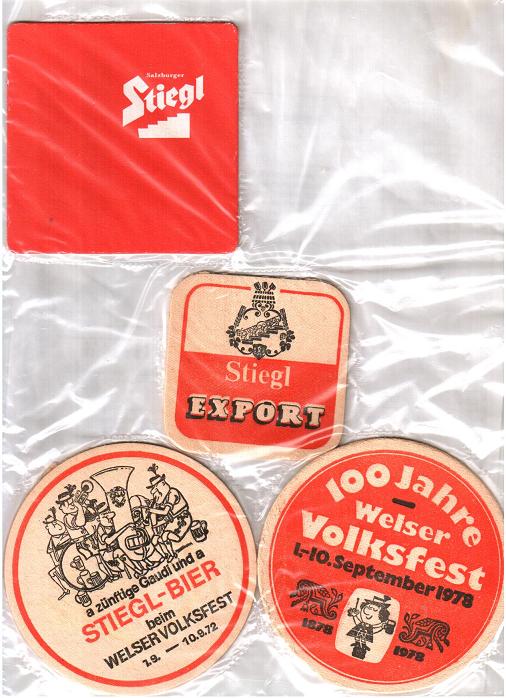 Salzburger
Stiegl
Stiegl
EXPORT
a zünftige Gaudi und a
STIEGL-BIER
beim
WELSER VOLKSFEST
1.9. — 10.9.72
100 Jahre
Welser
Volksfest
1.-10. September 1978
1878
1978